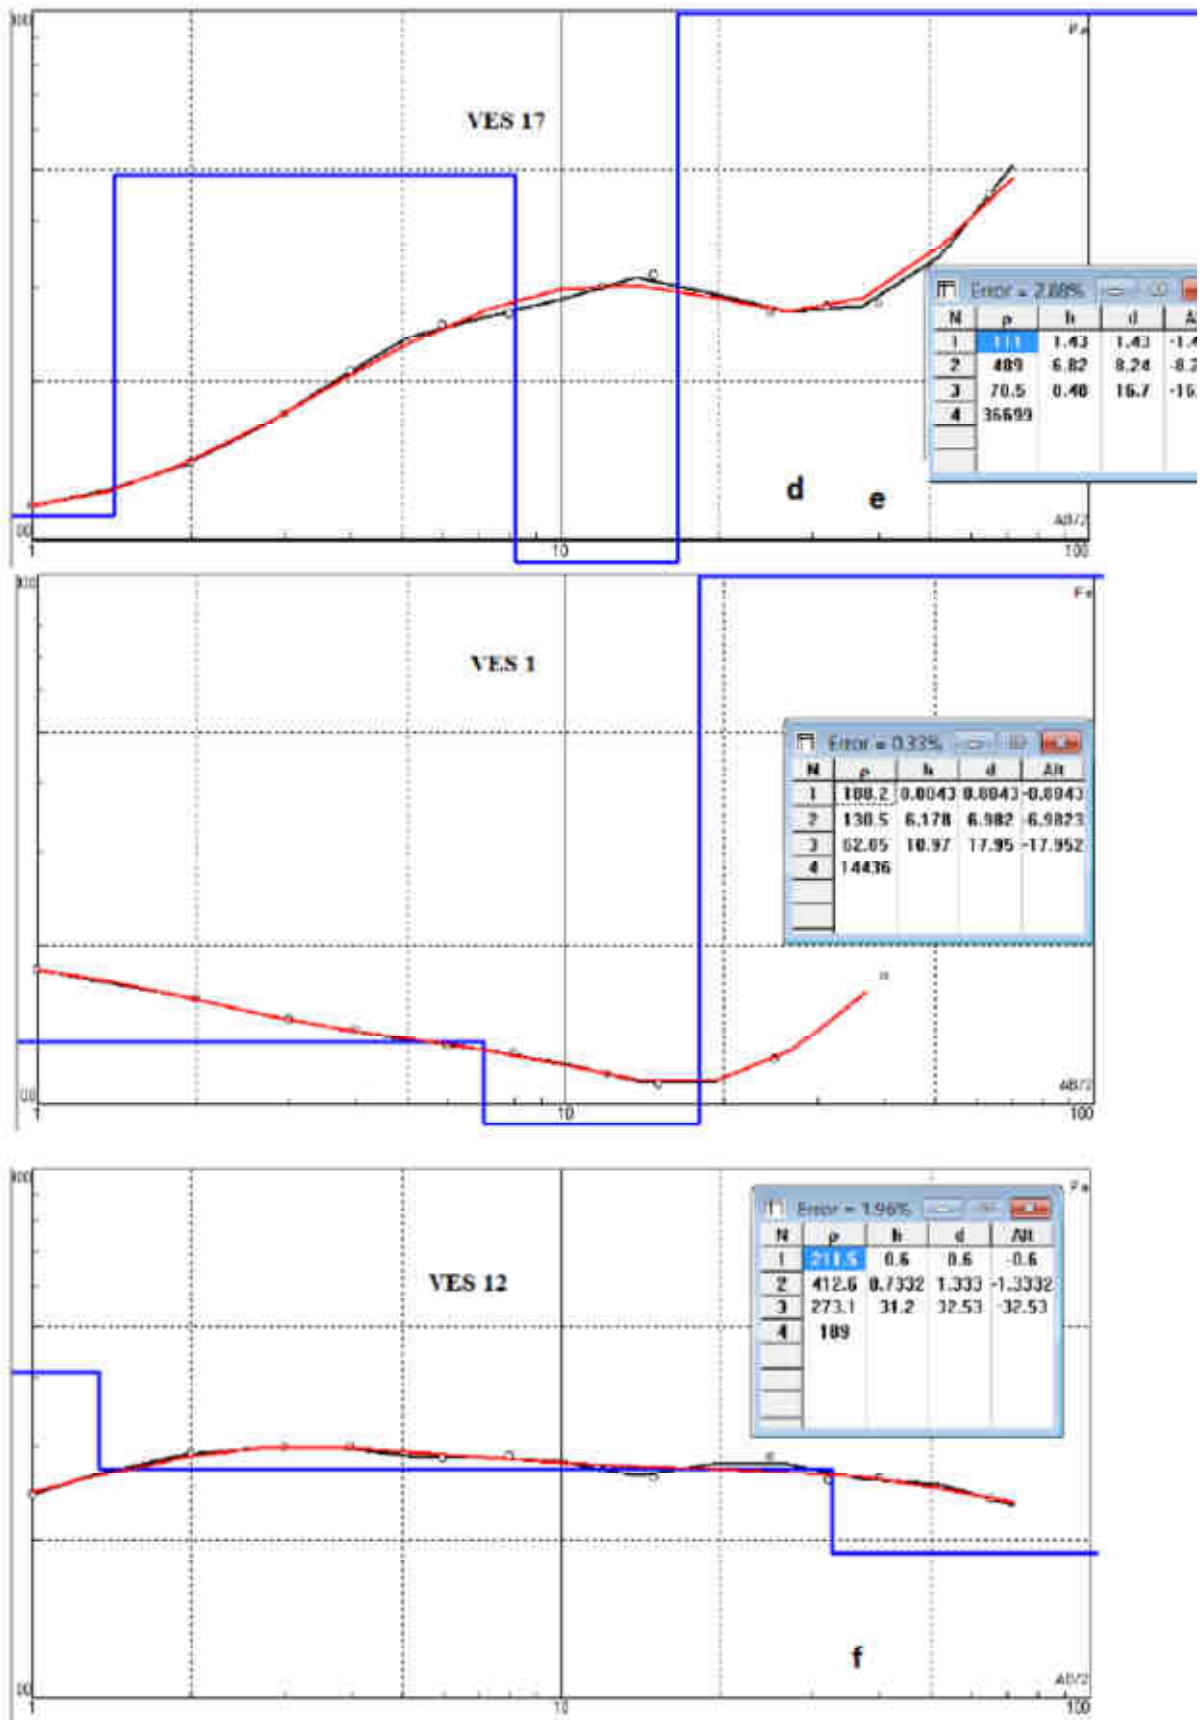 VES 17
Error = 2.88%
N ρ h d
1 111 1.43 1.43
2 489 6.82 8.24
3 70.5 8.48 16.7
4 36699
d
e
AB/2
1 10 100
VES 1
Error = 0.33%
N ρ h d Alt
1 188.2 0.8043 0.8043 -0.8043
2 130.5 6.178 6.982 -6.9823
3 62.05 10.97 17.95 -17.952
4 14436
AB/2
1 10 100
VES 12
Error = 1.96%
N ρ h d Alt
1 211.5 0.6 0.6 -0.6
2 412.6 0.7332 1.333 -1.3332
3 273.1 31.2 32.53 -32.53
4 189
f
AB/2
1 10 100